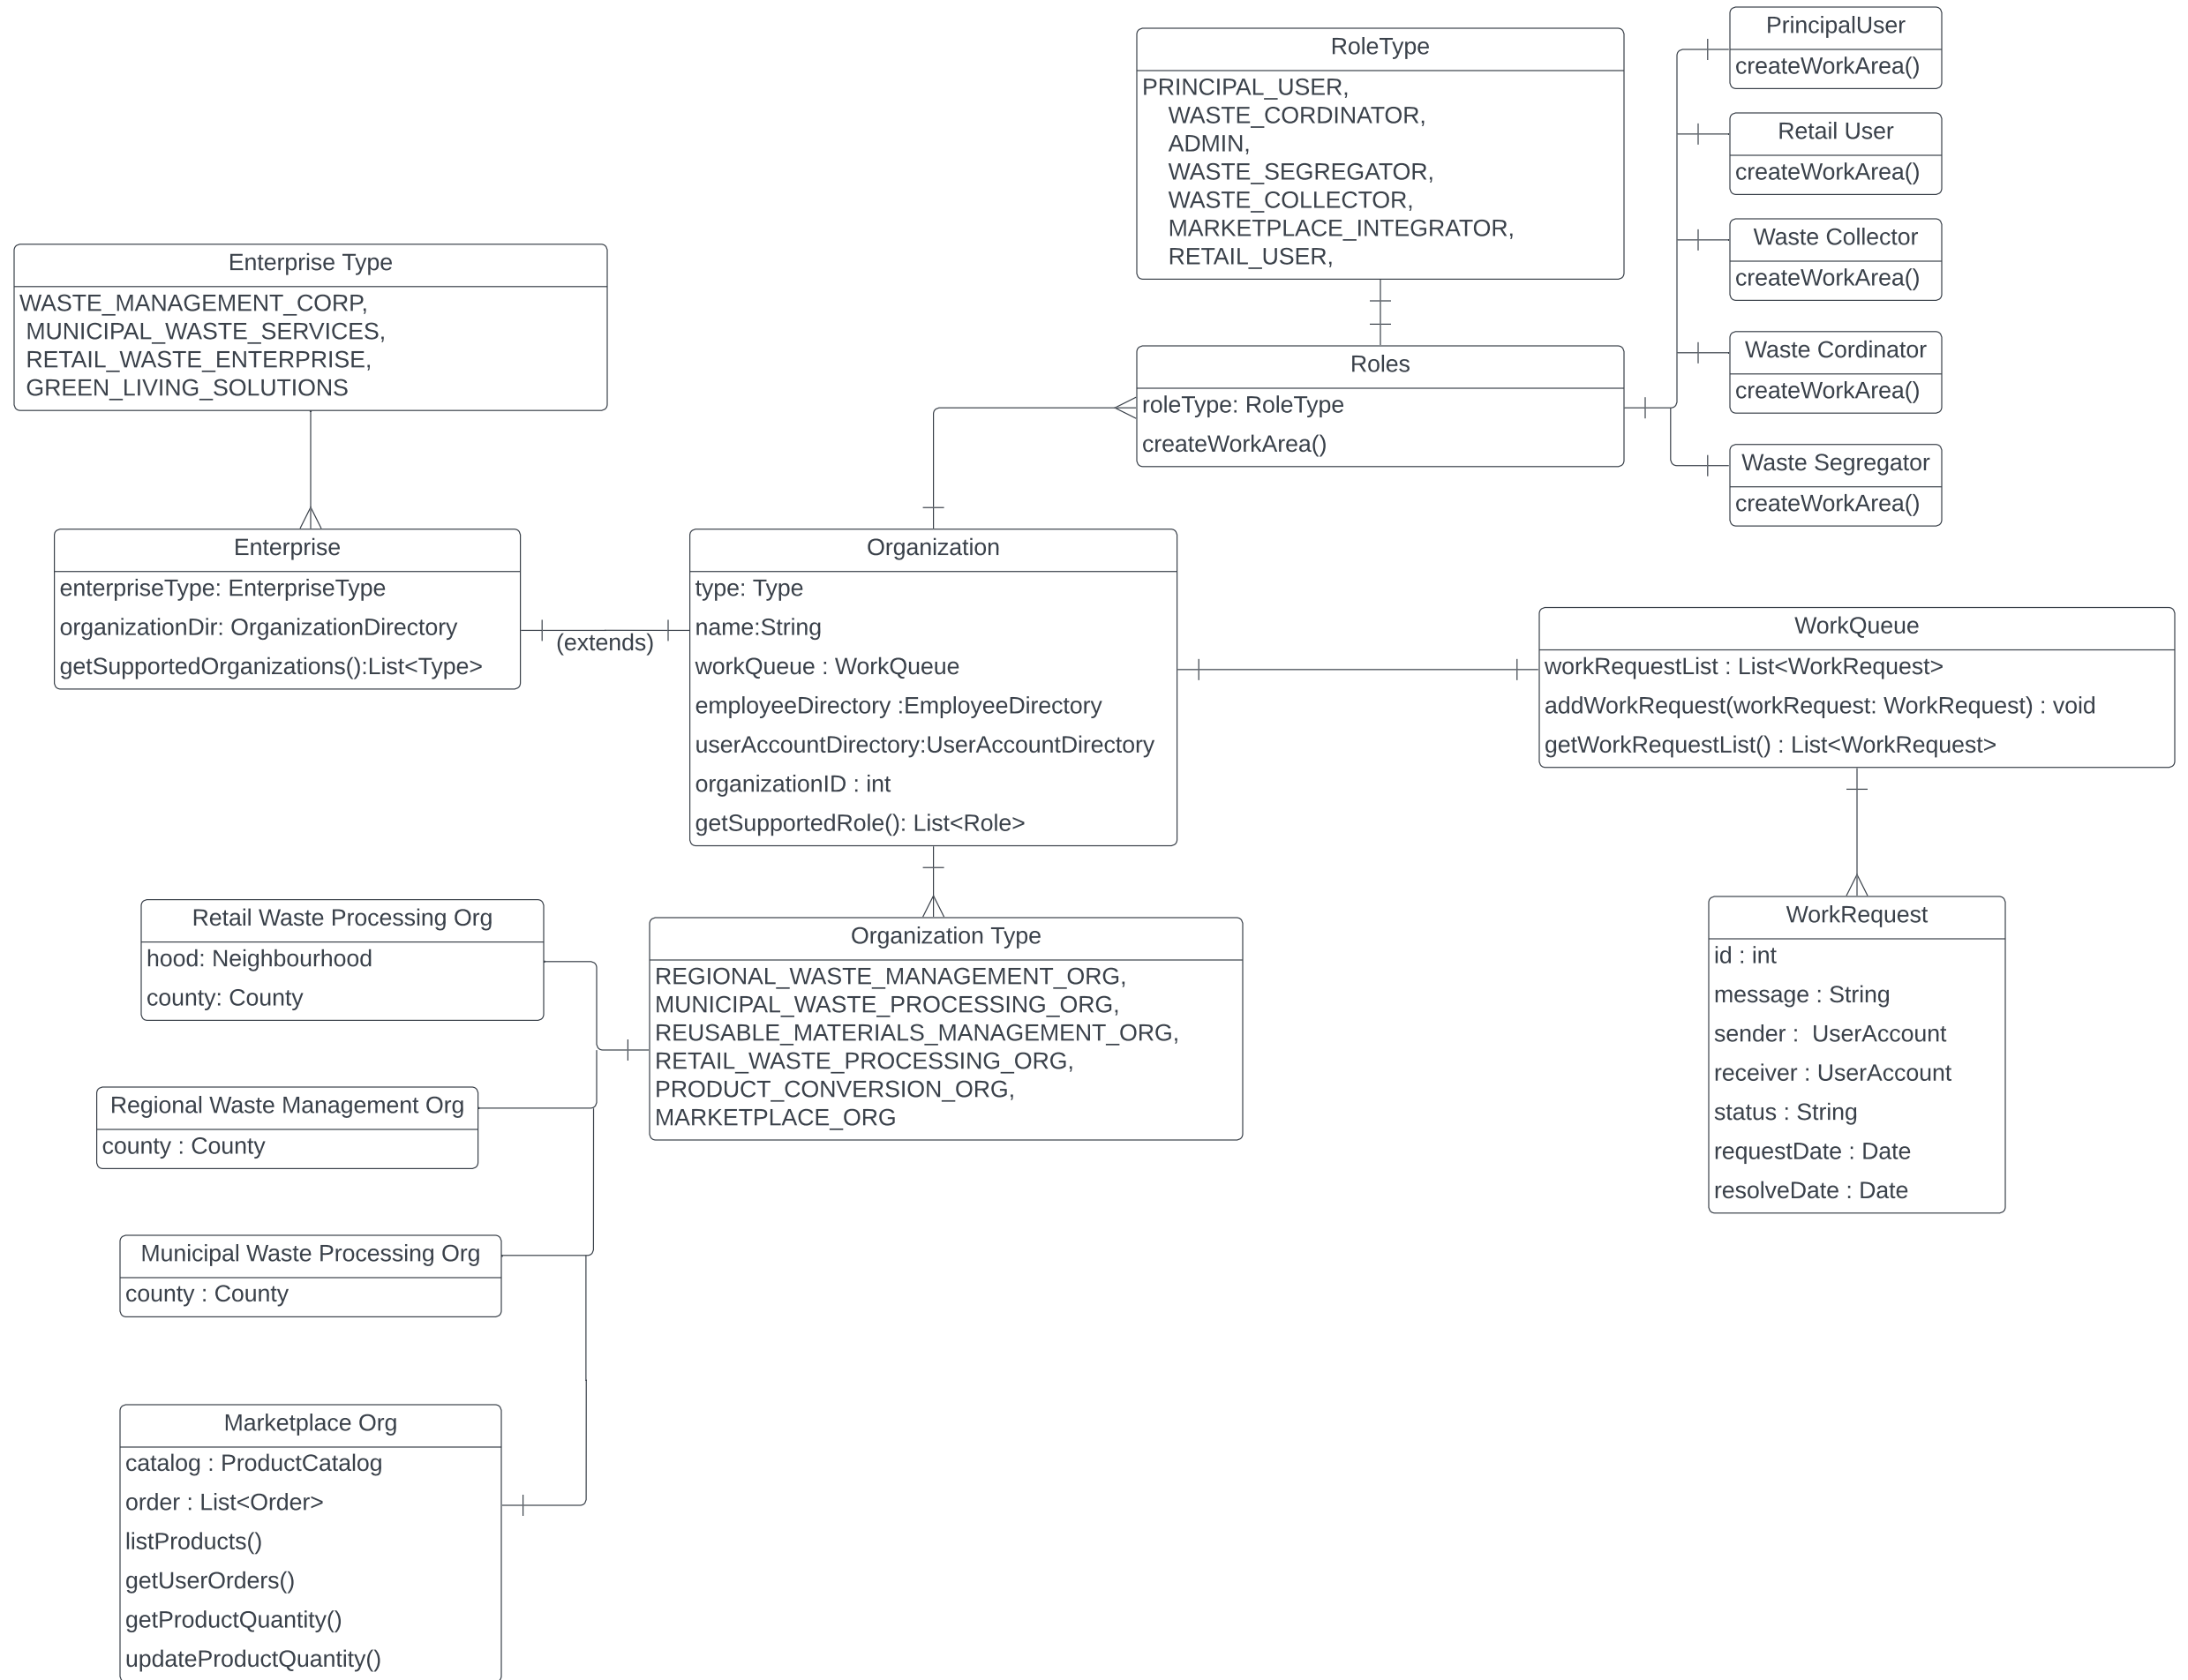 PrincipalUser
createWorkArea()
RoleType
PRINCIPAL_USER,
WASTE_CORDINATOR,
ADMIN,
WASTE_SEGREGATOR,
WASTE_COLLECTOR,
MARKETPLACE_INTEGRATOR,
RETAIL_USER,
Retail User
createWorkArea()
Waste Collector
createWorkArea()
Enterprise Type
WASTE_MANAGEMENT_CORP,
MUNICIPAL_WASTE_SERVICES,
RETAIL_WASTE_ENTERPRISE,
GREEN_LIVING_SOLUTIONS
Roles
roleType: RoleType
createWorkArea()
Waste Cordinator
createWorkArea()
Waste Segregator
createWorkArea()
Enterprise
enterpriseType: EnterpriseType
organizationDir: OrganizationDirectory
getSupportedOrganizations():List<Type>
(extends)
Organization
type: Type
name:String
workQueue : WorkQueue
employeeDirectory :EmployeeDirectory
userAccountDirectory:UserAccountDirectory
organizationID : int
getSupportedRole(): List<Role>
WorkQueue
workRequestList : List<WorkRequest>
addWorkRequest(workRequest: WorkRequest) : void
getWorkRequestList() : List<WorkRequest>
Retail Waste Processing Org
hood: Neighbourhood
county: County
Organization Type
REGIONAL_WASTE_MANAGEMENT_ORG,
MUNICIPAL_WASTE_PROCESSING_ORG,
REUSABLE_MATERIALS_MANAGEMENT_ORG,
RETAIL_WASTE_PROCESSING_ORG,
PRODUCT_CONVERSION_ORG,
MARKETPLACE_ORG
WorkRequest
id : int
message : String
sender :  UserAccount
receiver : UserAccount
status : String
requestDate : Date
resolveDate : Date
Regional Waste Management Org
county : County
Municipal Waste Processing Org
county : County
Marketplace Org
catalog : ProductCatalog
order : List<Order>
listProducts()
getUserOrders()
getProductQuantity()
updateProductQuantity()